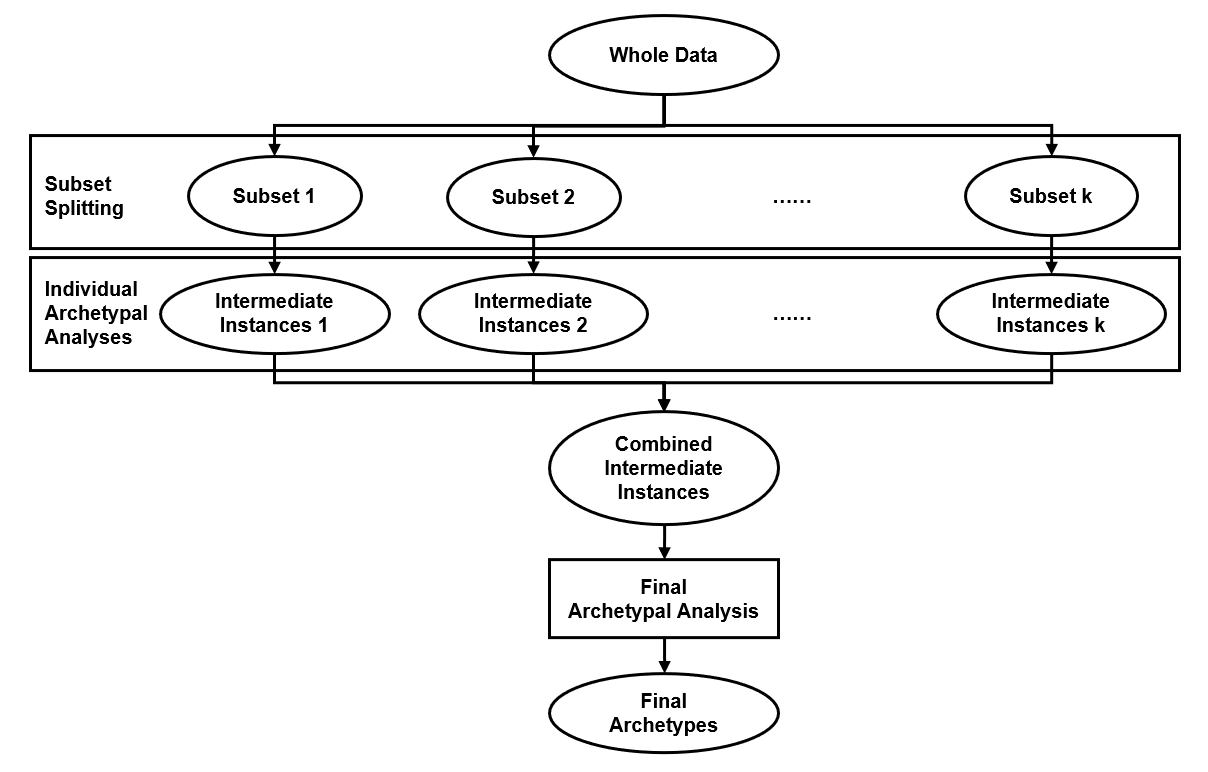 Whole Data
Subset
Splitting
Subset 1
Subset 2
......
Subset k
Individual
Archetypal
Analyses
Intermediate
Instances 1
Intermediate
Instances 2
......
Intermediate
Instances k
Combined
Intermediate
Instances
Final
Archetypal Analysis
Final
Archetypes